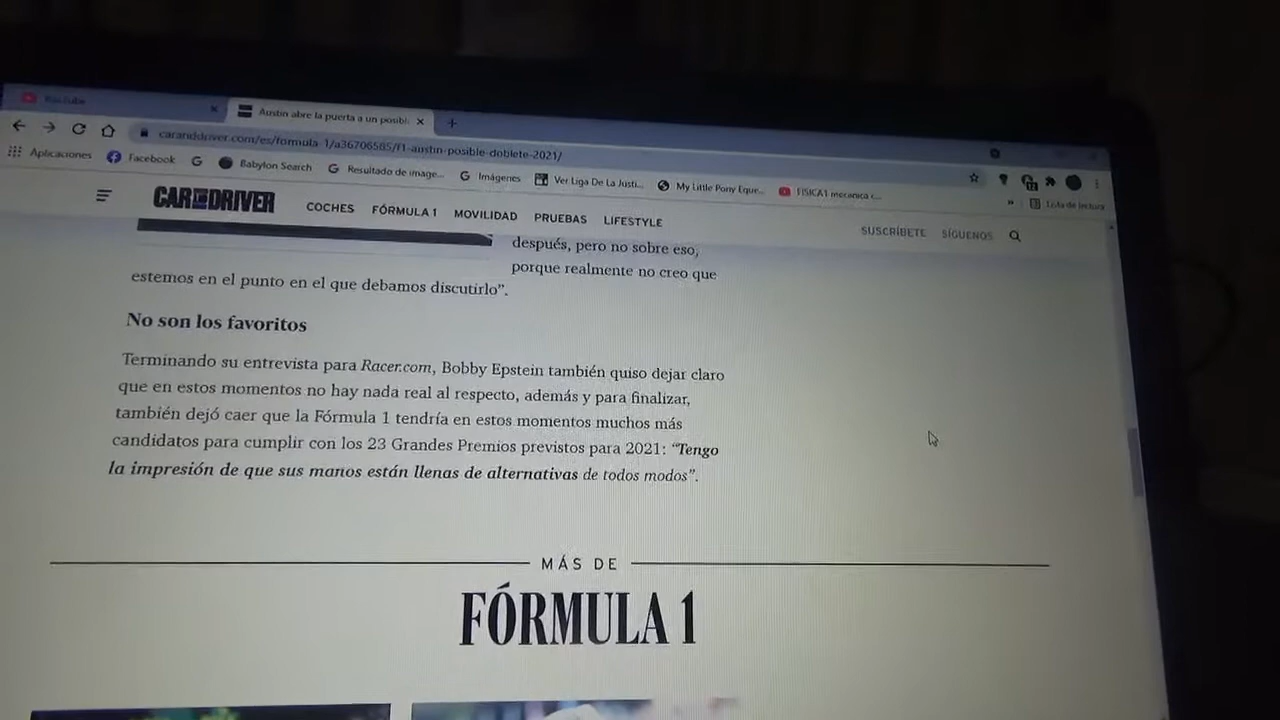 YouTube
Austin abre la puerta a un posibl
caranddriver.com/es/formula-1/a36706585/f1-austin-posible-doblete-2021/
Aplicaciones Facebook Babylon Search Resultado de image... Imágenes Ver Liga De La Justi... My Little Pony Eque... FISICA1 mecanica c... » Lista de lectura
CAR AND DRIVER COCHES FÓRMULA 1 MOVILIDAD PRUEBAS LIFESTYLE SUSCRÍBETE SÍGUENOS
después, pero no sobre eso,
porque realmente no creo que
estemos en el punto en el que debamos discutirlo”.
No son los favoritos
Terminando su entrevista para Racer.com, Bobby Epstein también quiso dejar claro
que en estos momentos no hay nada real al respecto, además y para finalizar,
también dejó caer que la Fórmula 1 tendría en estos momentos muchos más
candidatos para cumplir con los 23 Grandes Premios previstos para 2021: “Tengo
la impresión de que sus manos están llenas de alternativas de todos modos”.
MÁS DE
FÓRMULA 1